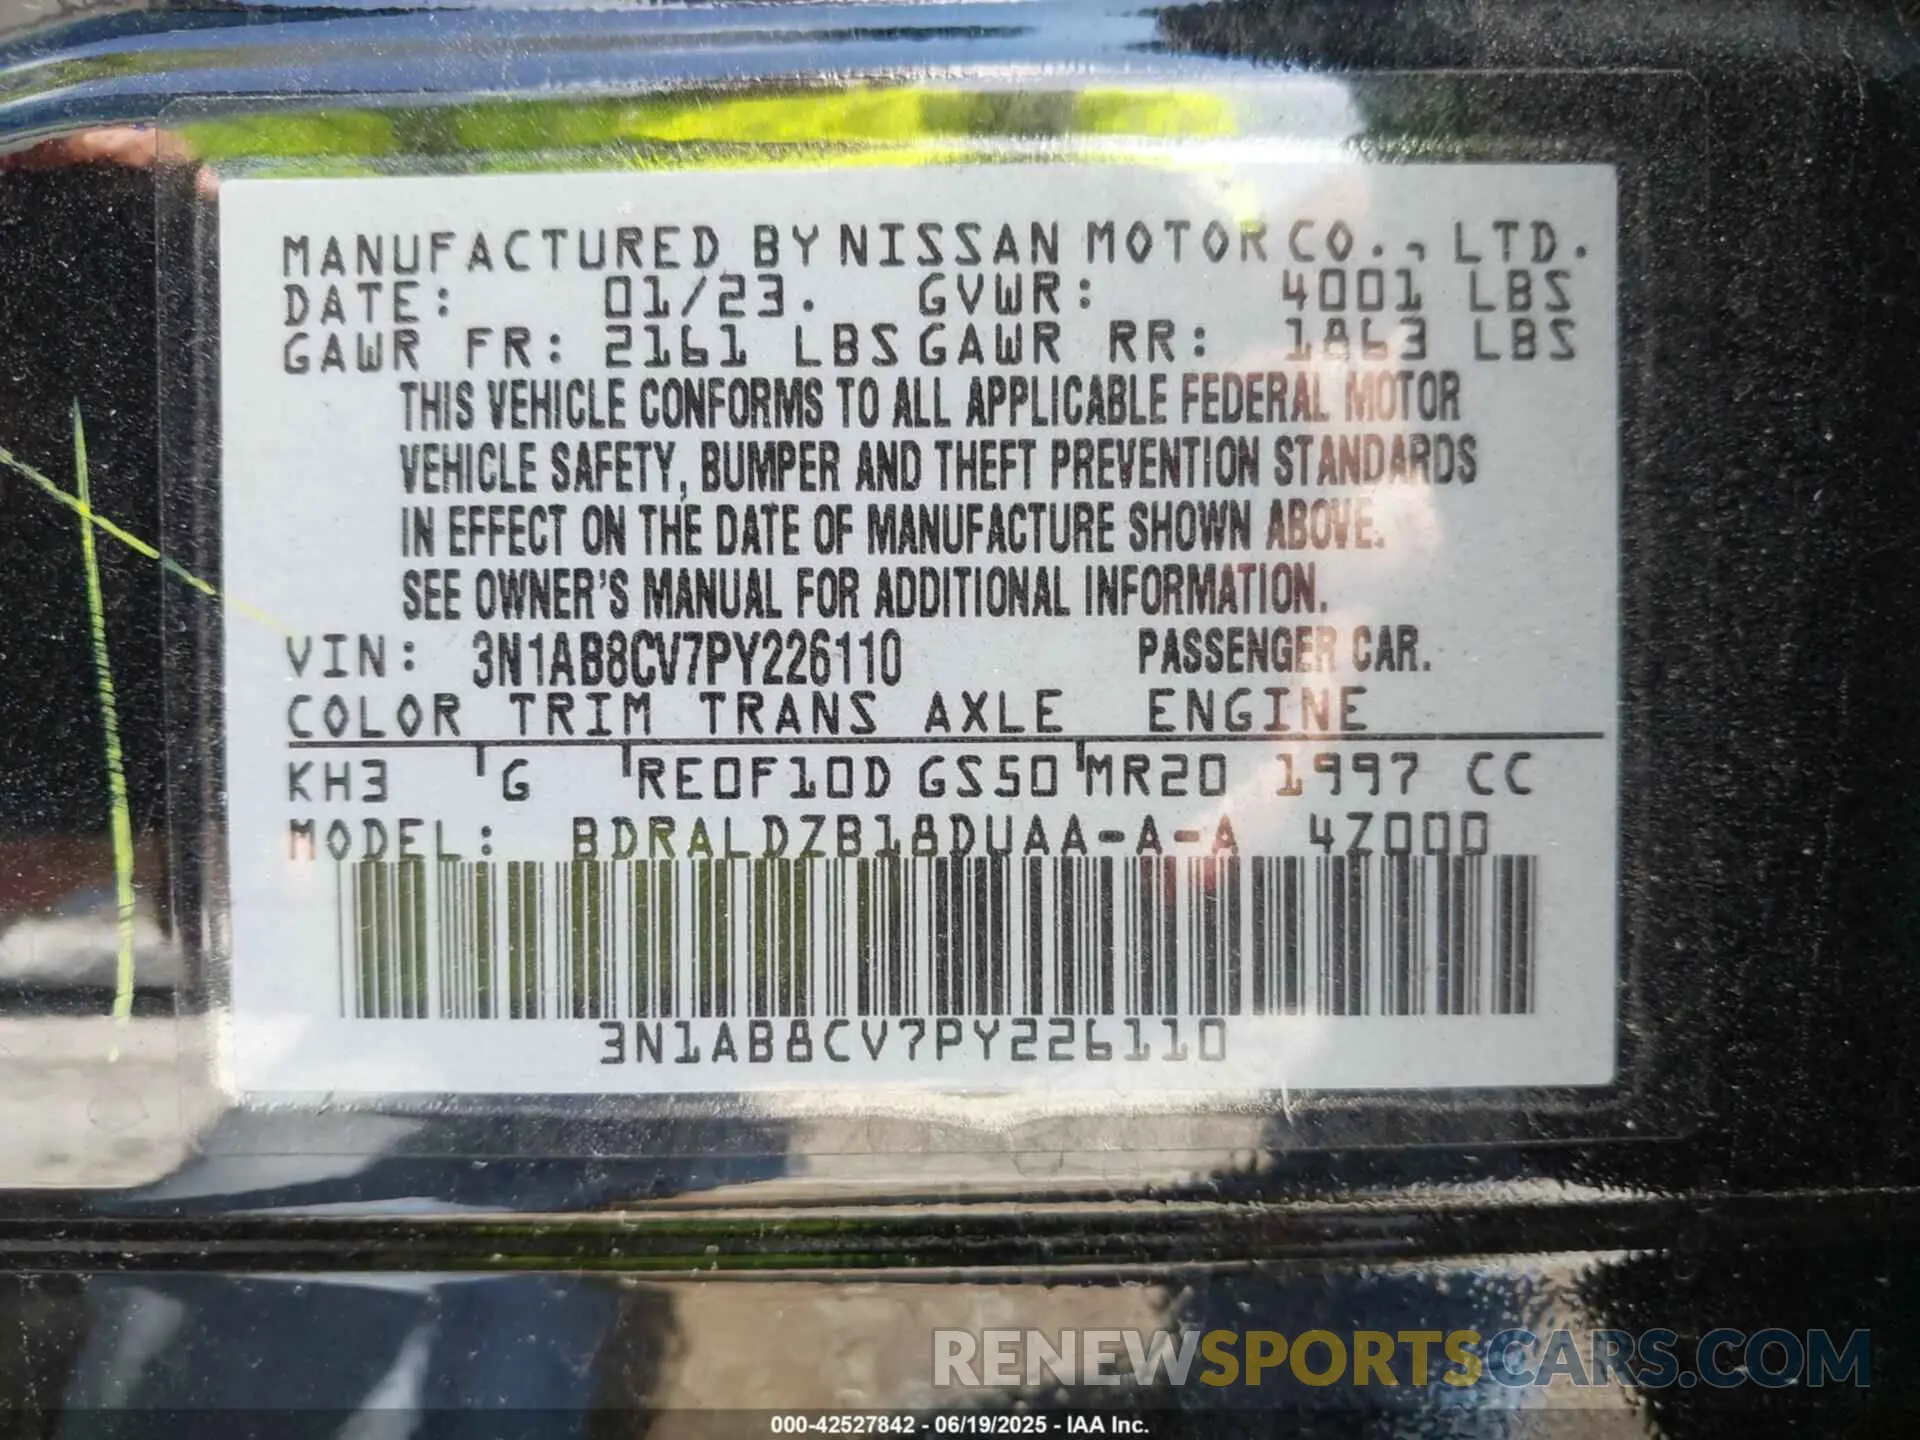 MANUFACTURED BY NISSAN MOTOR CO., LTD.
DATE: 01/23. GVWR: 4001 LBS
GAWR FR: 2161 LBS GAWR RR: 1863 LBS
THIS VEHICLE CONFORMS TO ALL APPLICABLE FEDERAL MOTOR
VEHICLE SAFETY, BUMPER AND THEFT PREVENTION STANDARDS
IN EFFECT ON THE DATE OF MANUFACTURE SHOWN ABOVE.
SEE OWNER'S MANUAL FOR ADDITIONAL INFORMATION.
VIN: 3N1AB8CV7PY226110 PASSENGER CAR.
COLOR TRIM TRANS AXLE ENGINE
KH3 G RE0F10D GS50 MR20 1997 CC
MODEL: BDRALDZB18DUAA-A-A 4Z000
3N1AB8CV7PY226110
RENEWSPORTSCARS.COM
000-42527842 - 06/19/2025 - IAA Inc.